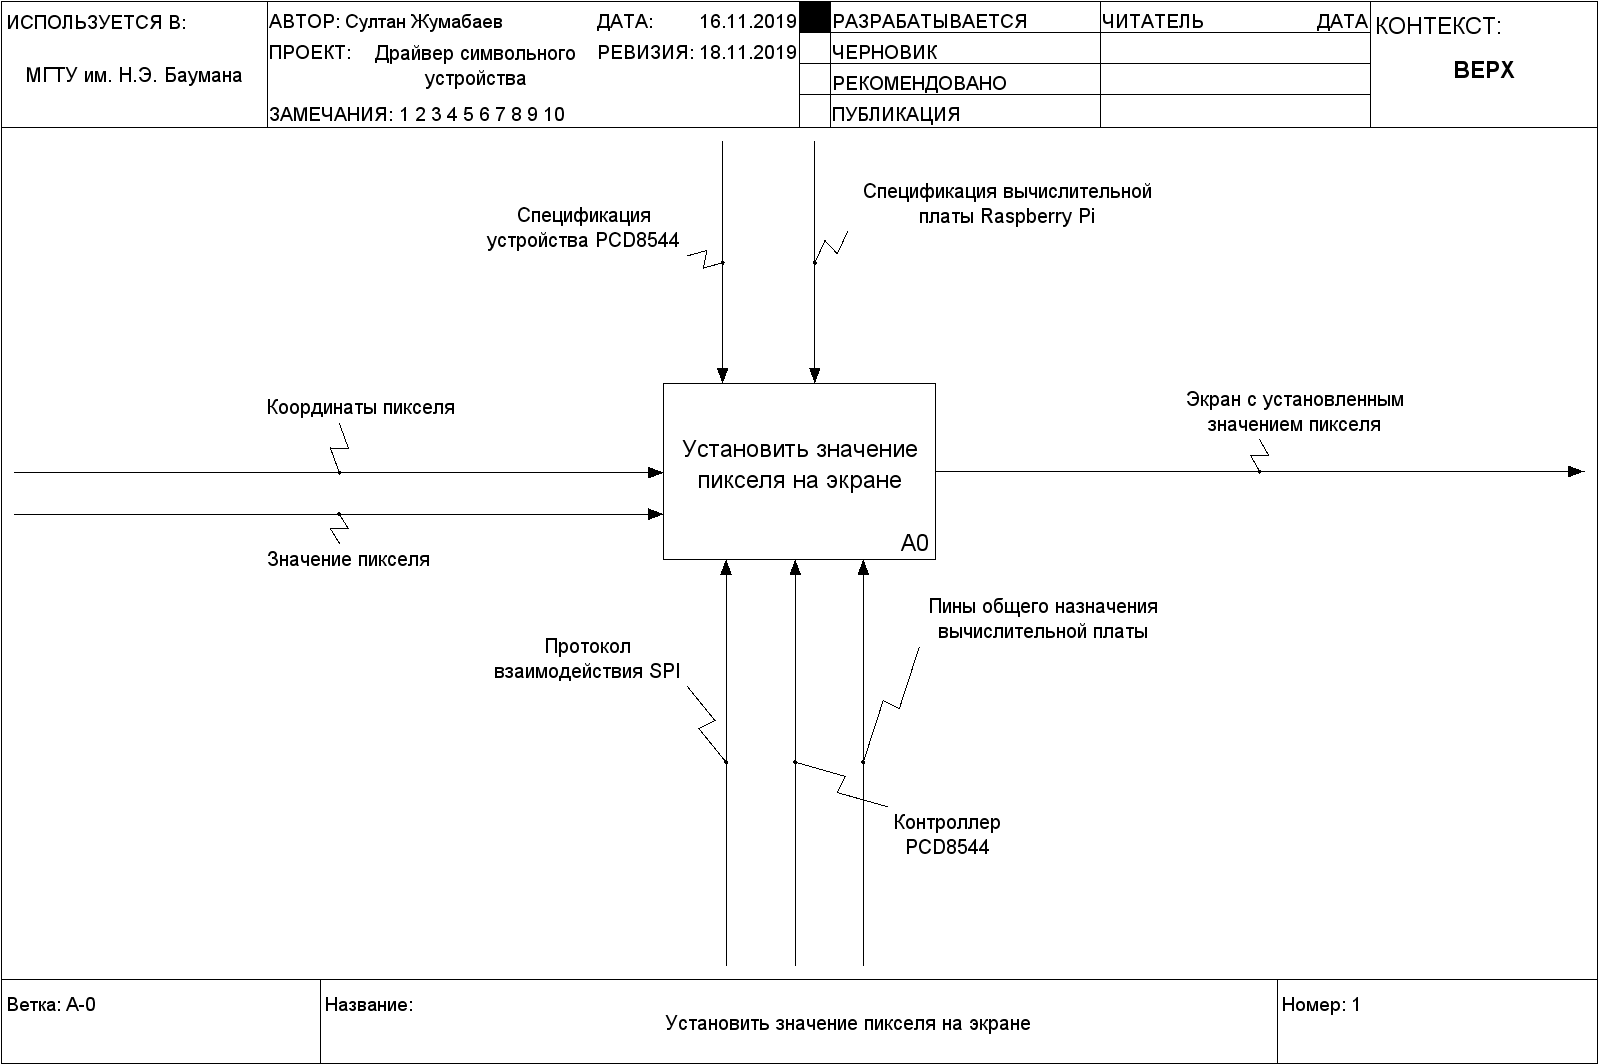 ИСПОЛЬЗУЕТСЯ В:
МГТУ им. Н.Э. Баумана
АВТОР: Султан Жумабаев
ДАТА: 16.11.2019
ПРОЕКТ: Драйвер символьного
устройства
РЕВИЗИЯ: 18.11.2019
ЗАМЕЧАНИЯ: 1 2 3 4 5 6 7 8 9 10
РАЗРАБАТЫВАЕТСЯ
ЧЕРНОВИК
РЕКОМЕНДОВАНО
ПУБЛИКАЦИЯ
ЧИТАТЕЛЬ ДАТА
КОНТЕКСТ:
ВЕРХ
Спецификация
устройства PCD8544
Спецификация вычислительной
платы Raspberry Pi
Координаты пикселя
Значение пикселя
Установить значение
пикселя на экране
A0
Экран с установленным
значением пикселя
Протокол
взаимодействия SPI
Пины общего назначения
вычислительной платы
Контроллер
PCD8544
Ветка: A-0
Название:
Установить значение пикселя на экране
Номер: 1